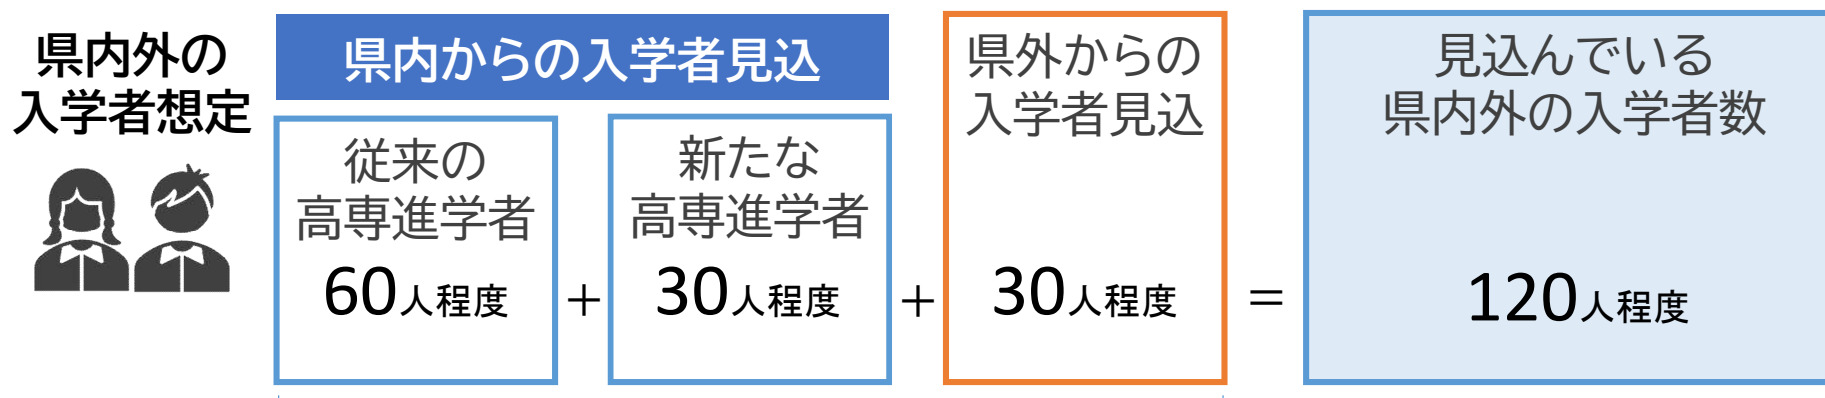 県内外の
入学者想定
県内からの入学者見込
従来の
高専進学者
60人程度
+
新たな
高専進学者
30人程度
+
県外からの
入学者見込
30人程度
=
見込んでいる
県内外の入学者数
120人程度